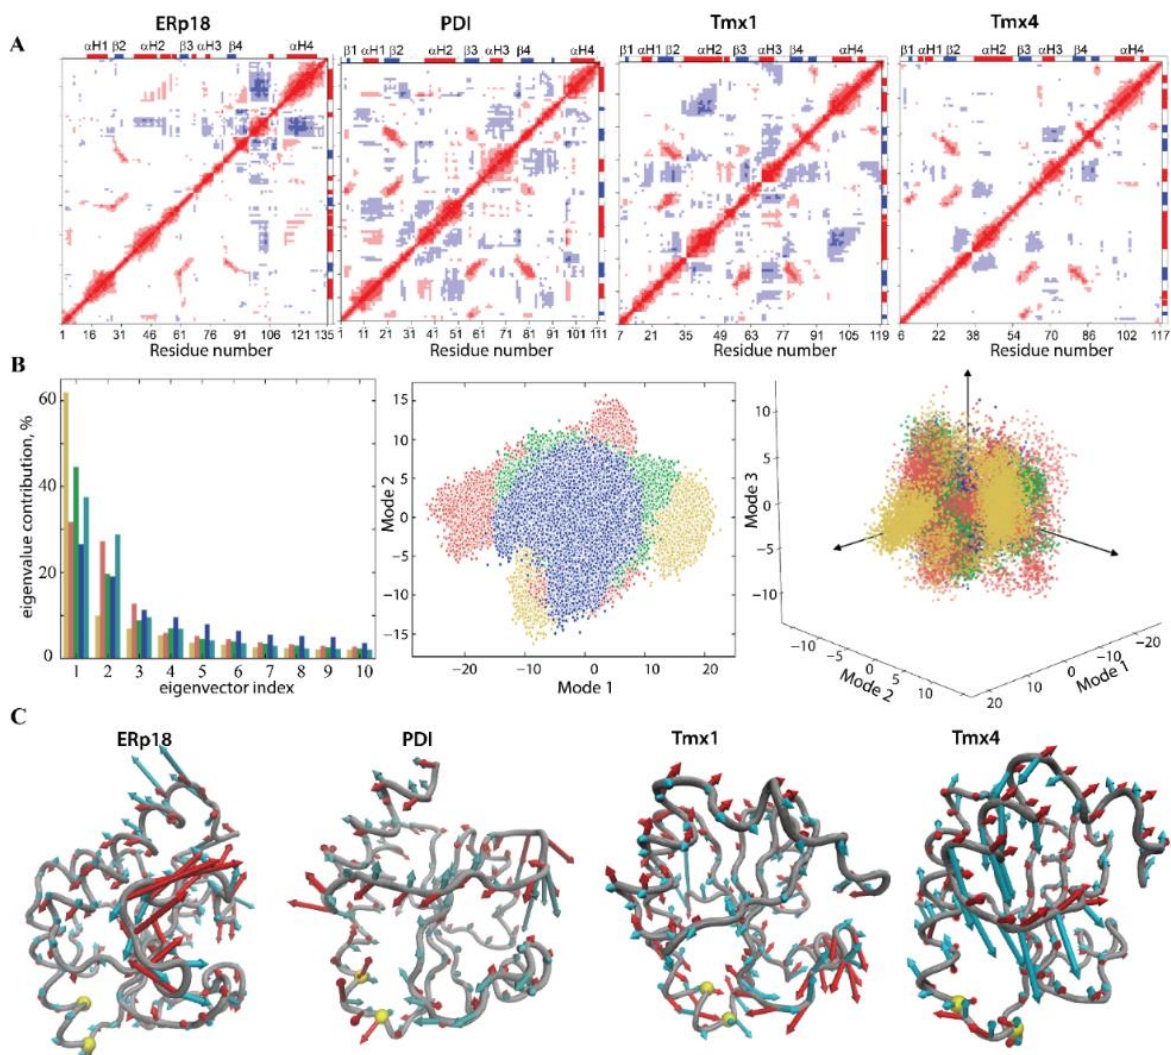 ERp18 PDI Tmx1 Tmx4
A
αH1 β2 αH2 β3 αH3 β4 αH4 β1 αH1 β2 αH2 β3 αH3 β4 αH4 β1 αH1 β2 αH2 β3 αH3 β4 αH4 β1 αH1 β2 αH2 β3 αH3 β4 αH4
1 16 31 46 61 76 91 106 121 135 1 11 21 31 41 51 61 71 81 91 101 111 7 21 35 49 63 77 91 105 119 6 22 38 54 70 86 102 117
Residue number Residue number Residue number Residue number
B
eigenvalue contribution, %
60
40
20
0
1 2 3 4 5 6 7 8 9 10
eigenvector index
Mode 2
15
10
5
0
−5
−10
−15
−20 −10 0 10 20
Mode 1
Mode 3
10
5
0
−5
−10
−10 −5 0 5 10
Mode 2
20 10 0 −10 −20
Mode 1
C
ERp18 PDI Tmx1 Tmx4